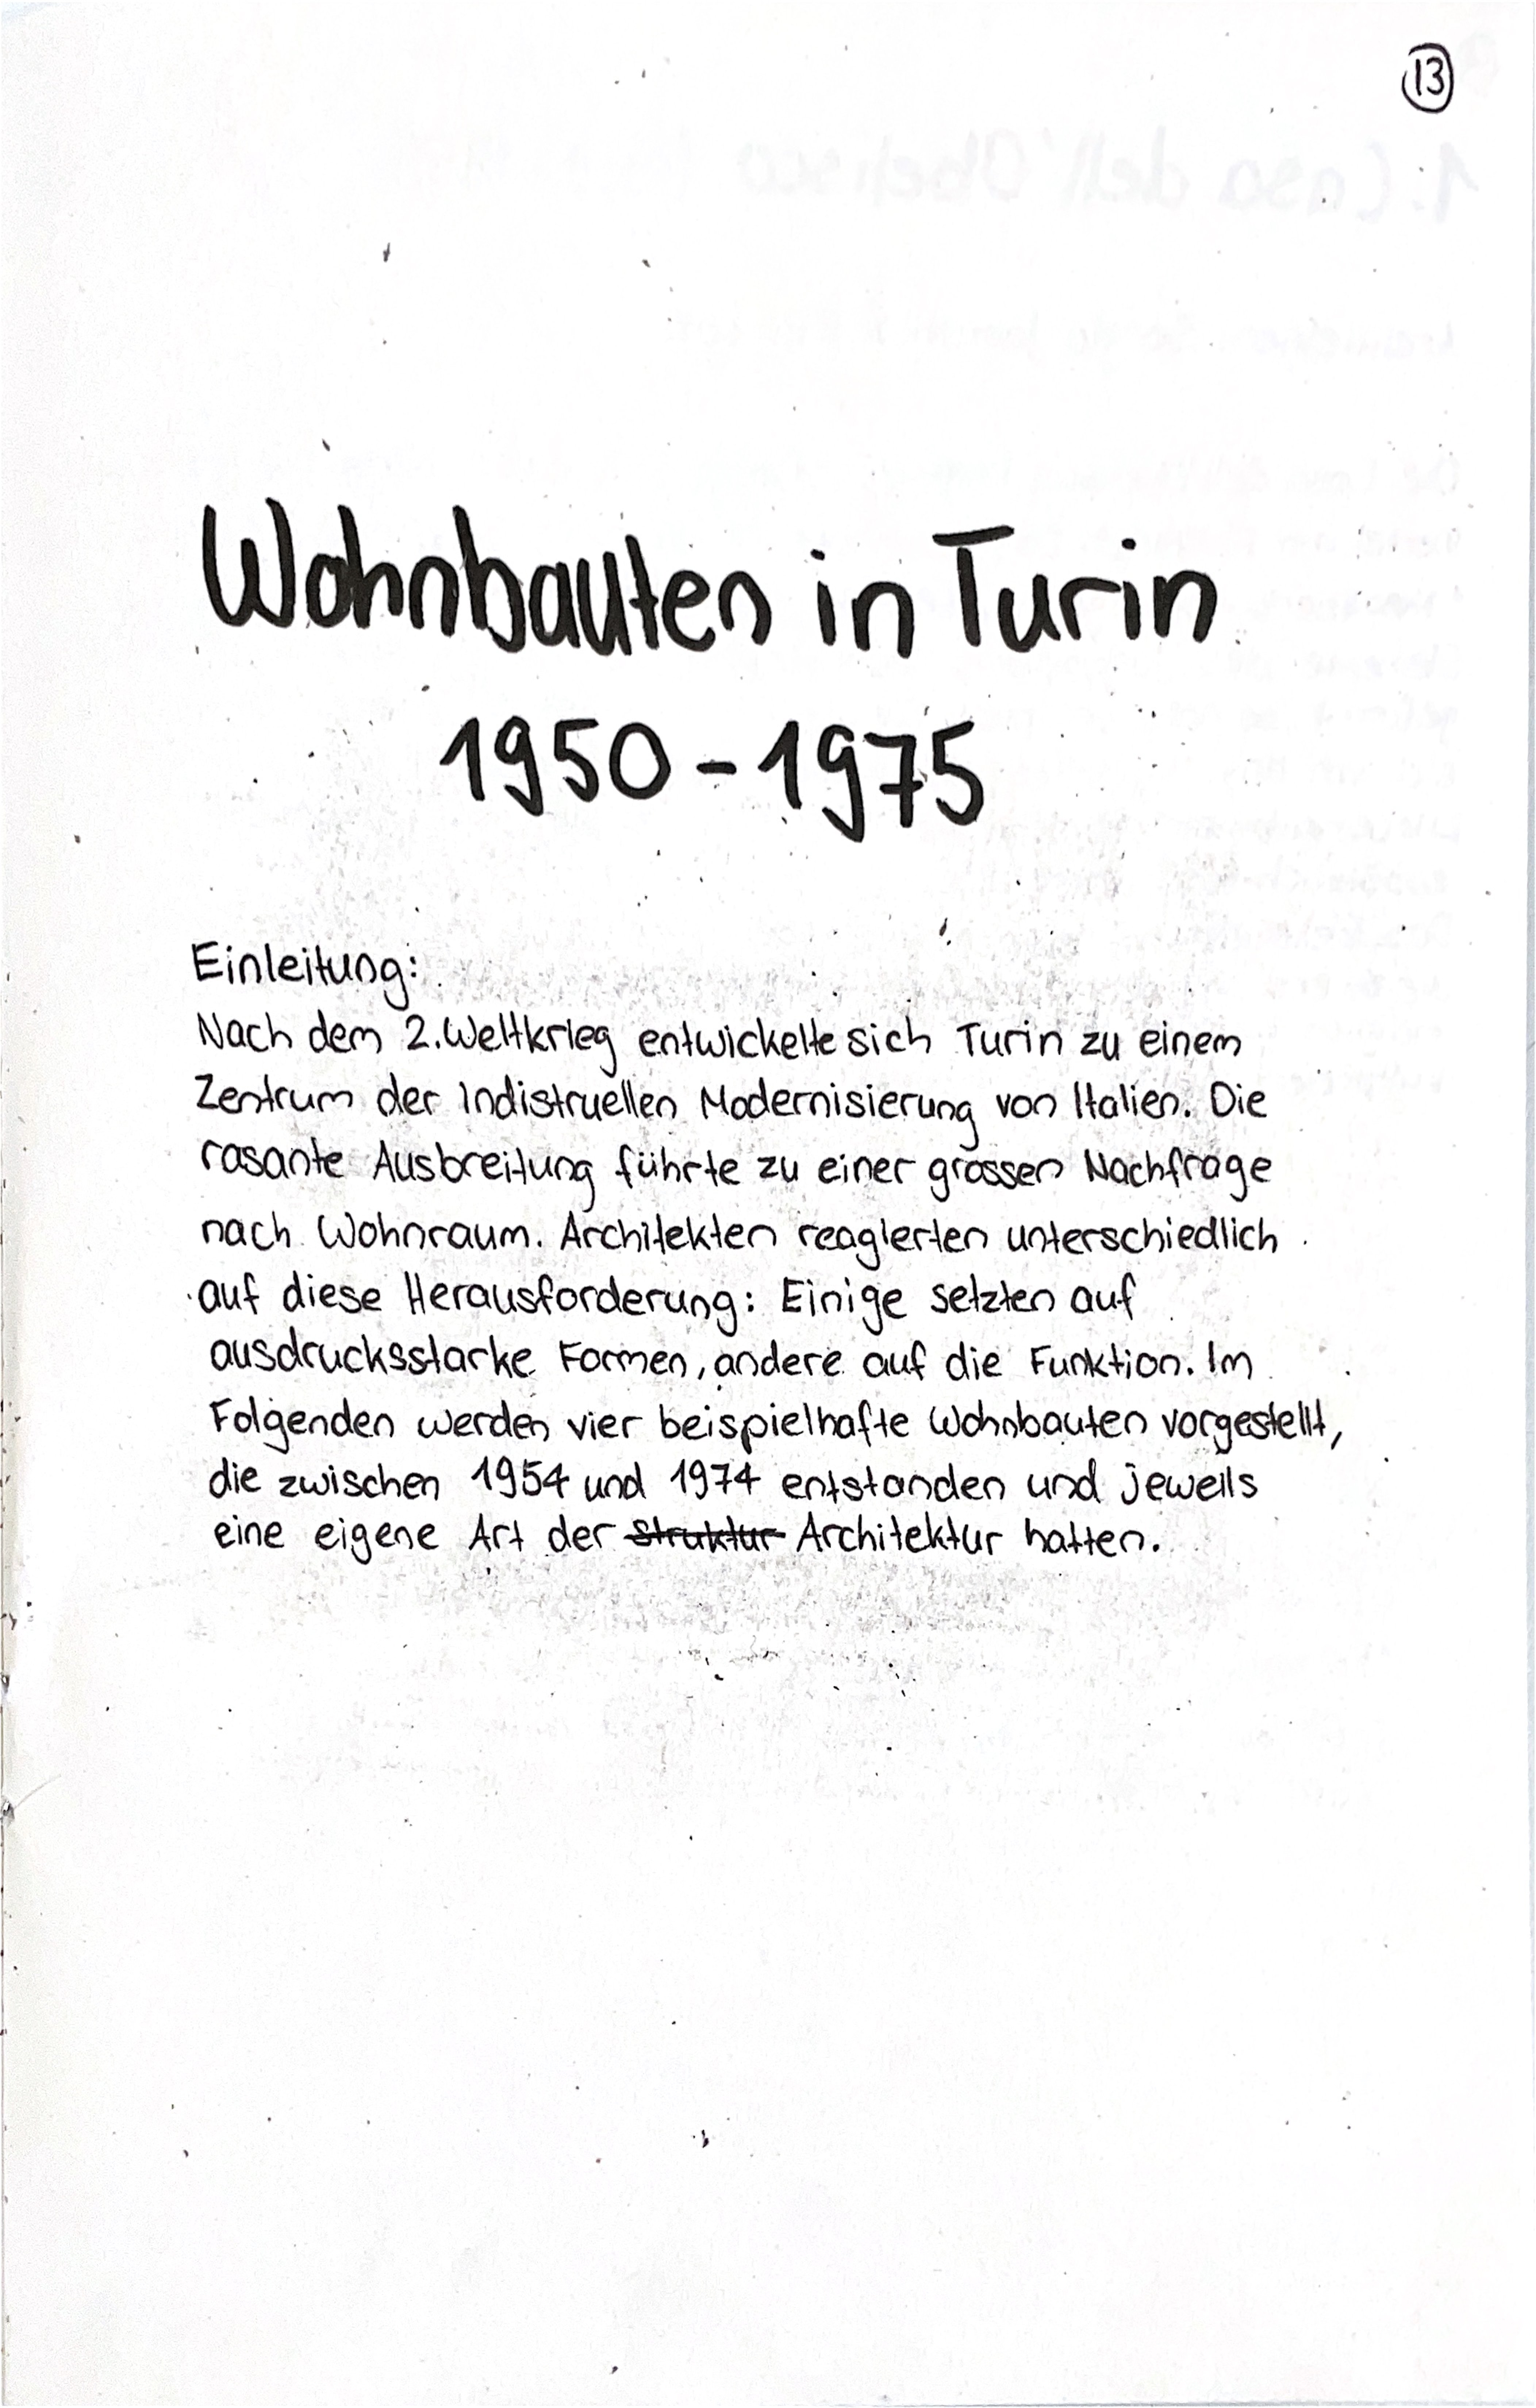 13
Wohnbauten in Turin
1950-1975
Einleitung:
Nach dem 2. Weltkrieg entwickelte sich Turin zu einem
Zentrum der Indistruellen Modernisierung von Italien. Die
rasante Ausbreitung führte zu einer grossen Nachfrage
nach Wohnraum. Architekten reagierten unterschiedlich
auf diese Herausforderung: Einige setzten auf
ausdrucksstarke Formen, andere auf die Funktion. Im
Folgenden werden vier beispielhafte Wohnbauten vorgestellt,
die zwischen 1954 und 1974 entstanden und jeweils
eine eigene Art der Struktur Architektur hatten.